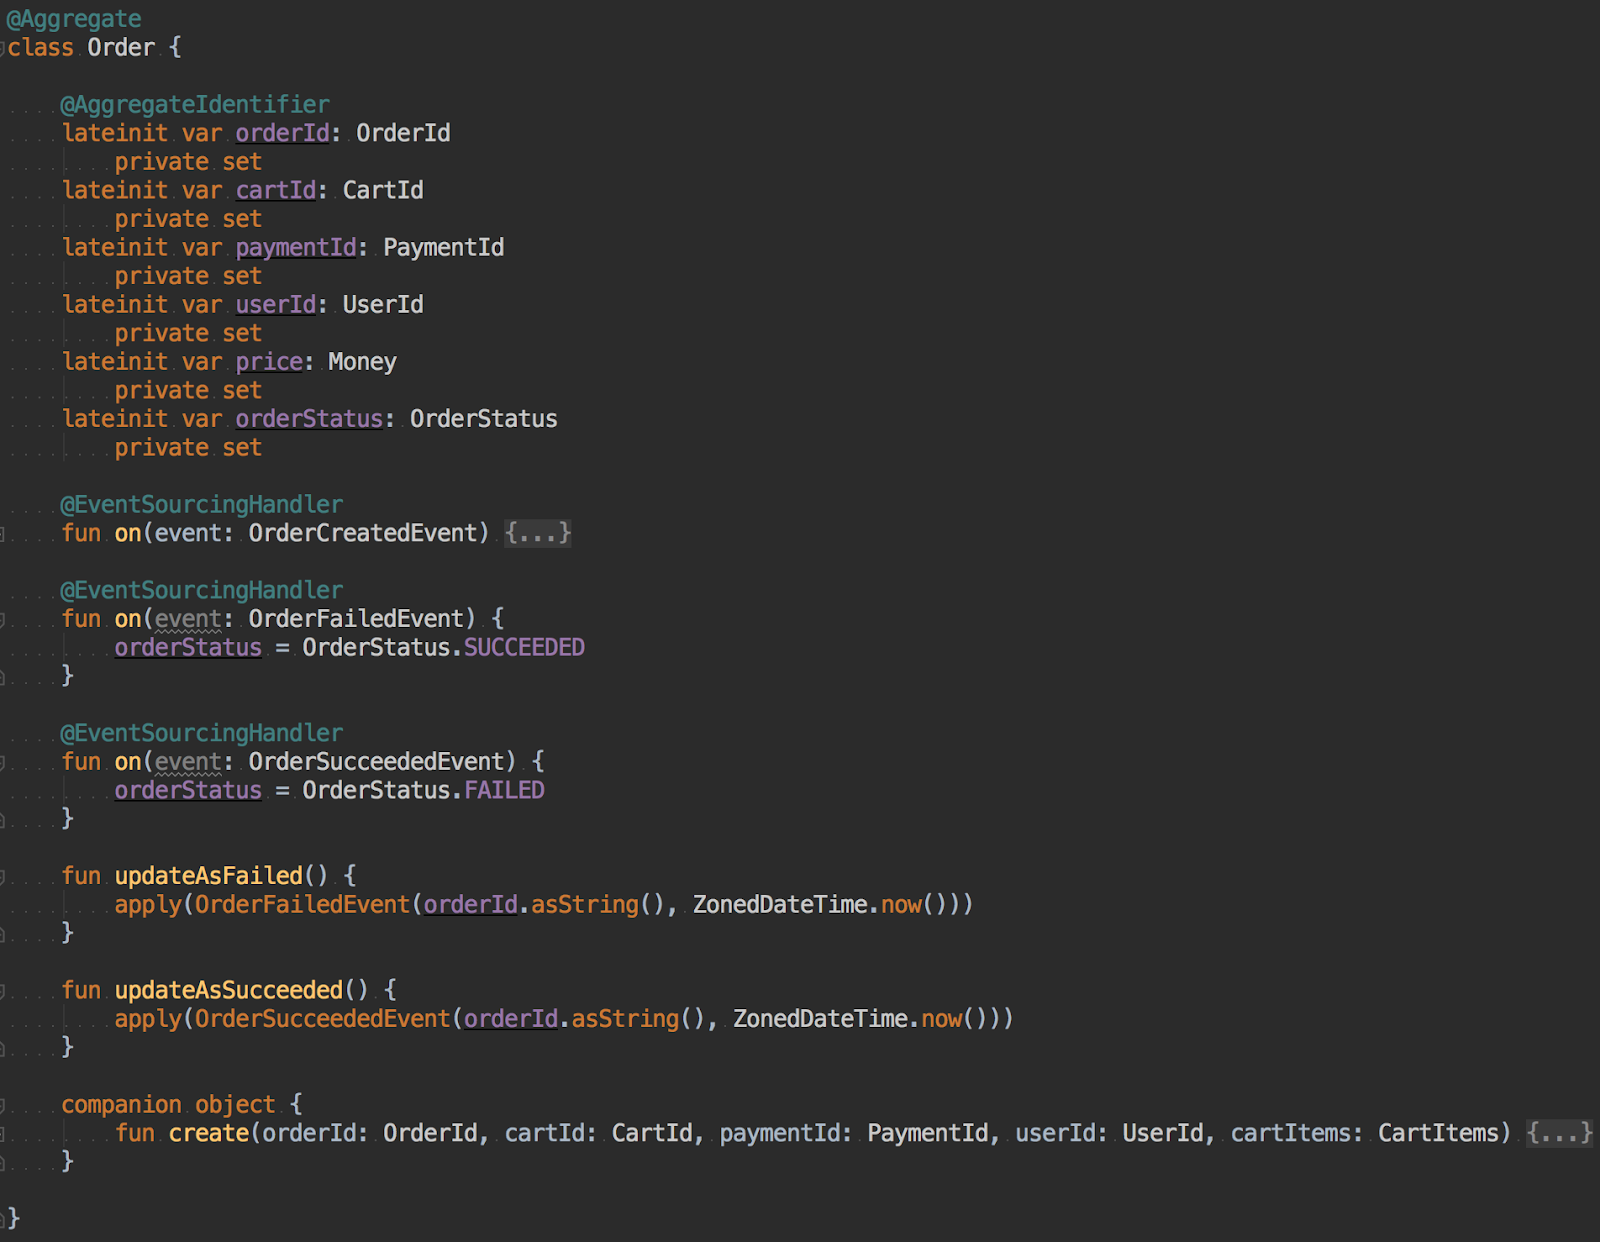 @Aggregate
class Order {
@AggregateIdentifier
lateinit var orderId: OrderId
private set
lateinit var cartId: CartId
private set
lateinit var paymentId: PaymentId
private set
lateinit var userId: UserId
private set
lateinit var price: Money
private set
lateinit var orderStatus: OrderStatus
private set
@EventSourcingHandler
fun on(event: OrderCreatedEvent) {...}
@EventSourcingHandler
fun on(event: OrderFailedEvent) {
orderStatus = OrderStatus.SUCCEEDED
}
@EventSourcingHandler
fun on(event: OrderSucceededEvent) {
orderStatus = OrderStatus.FAILED
}
fun updateAsFailed() {
apply(OrderFailedEvent(orderId.asString(), ZonedDateTime.now()))
}
fun updateAsSucceeded() {
apply(OrderSucceededEvent(orderId.asString(), ZonedDateTime.now()))
}
companion object {
fun create(orderId: OrderId, cartId: CartId, paymentId: PaymentId, userId: UserId, cartItems: CartItems) {...}
}
}